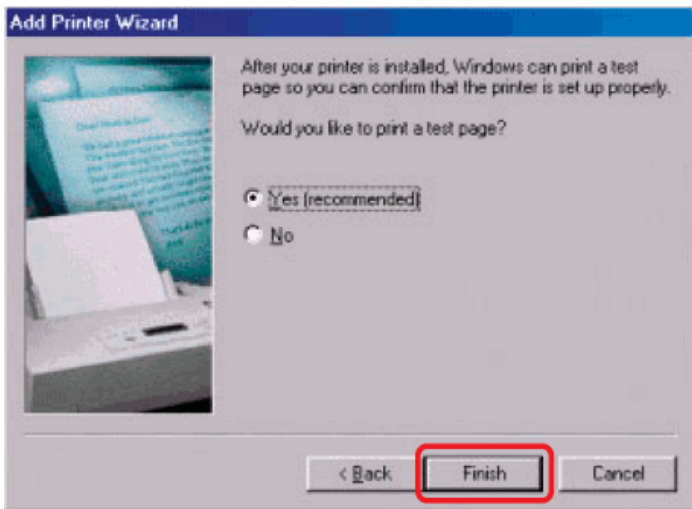 Add Printer Wizard
After your printer is installed, Windows can print a test
page so you can confirm that the printer is set up properly.
Would you like to print a test page?
Yes (recommended)
No
< Back
Finish
Cancel